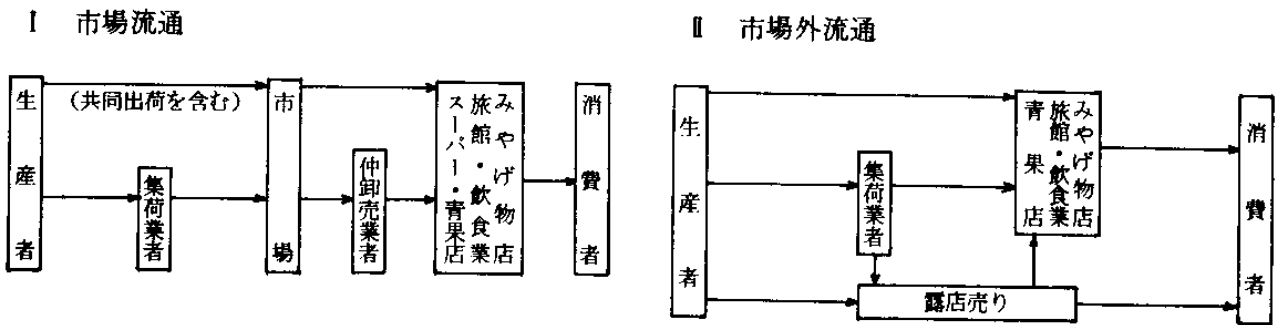 Ⅰ 市場流通
生産者
(共同出荷を含む)
集荷業者
市場
仲卸売業者
みやげ物店
旅館・飲食業
スーパー・青果店
消費者
Ⅱ 市場外流通
生産者
集荷業者
みやげ物店
旅館・飲食業
青果店
露店売り
消費者